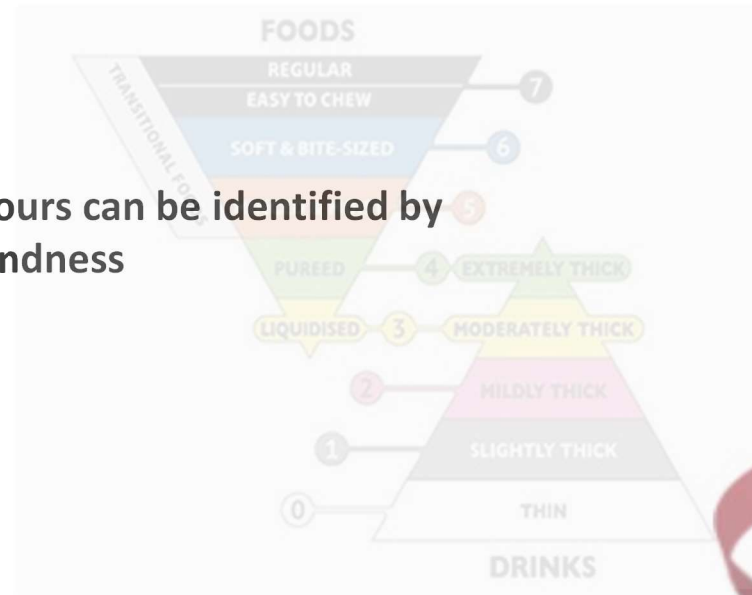 FOODS
REGULAR
EASY TO CHEW
TRANSITIONAL FOODS
SOFT & BITE-SIZED
ours can be identified by
ndness
7
6
5
PUREED
4
EXTREMELY THICK
LIQUIDISED
3
MODERATELY THICK
2
MILDLY THICK
1
SLIGHTLY THICK
0
THIN
DRINKS